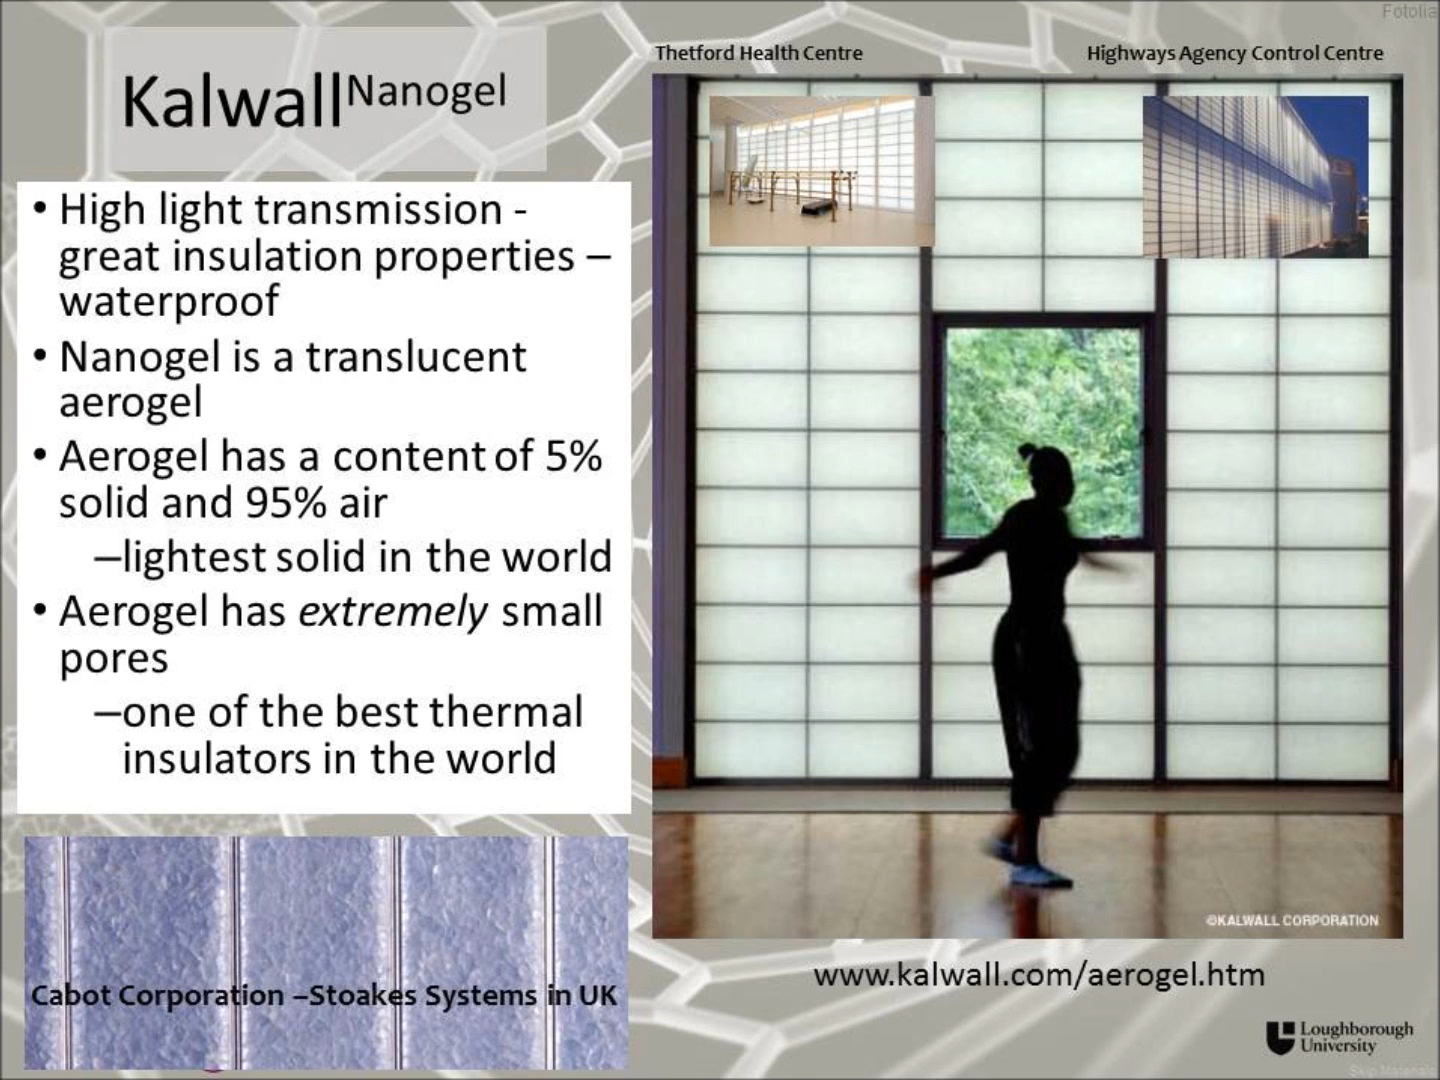 Fotolia
Thetford Health Centre
Highways Agency Control Centre
Kalwall Nanogel
• High light transmission -
great insulation properties –
waterproof
• Nanogel is a translucent
aerogel
• Aerogel has a content of 5%
solid and 95% air
–lightest solid in the world
• Aerogel has extremely small
pores
–one of the best thermal
insulators in the world
©KALWALL CORPORATION
Cabot Corporation –Stoakes Systems in UK
www.kalwall.com/aerogel.htm
Loughborough
University
Skip Materials